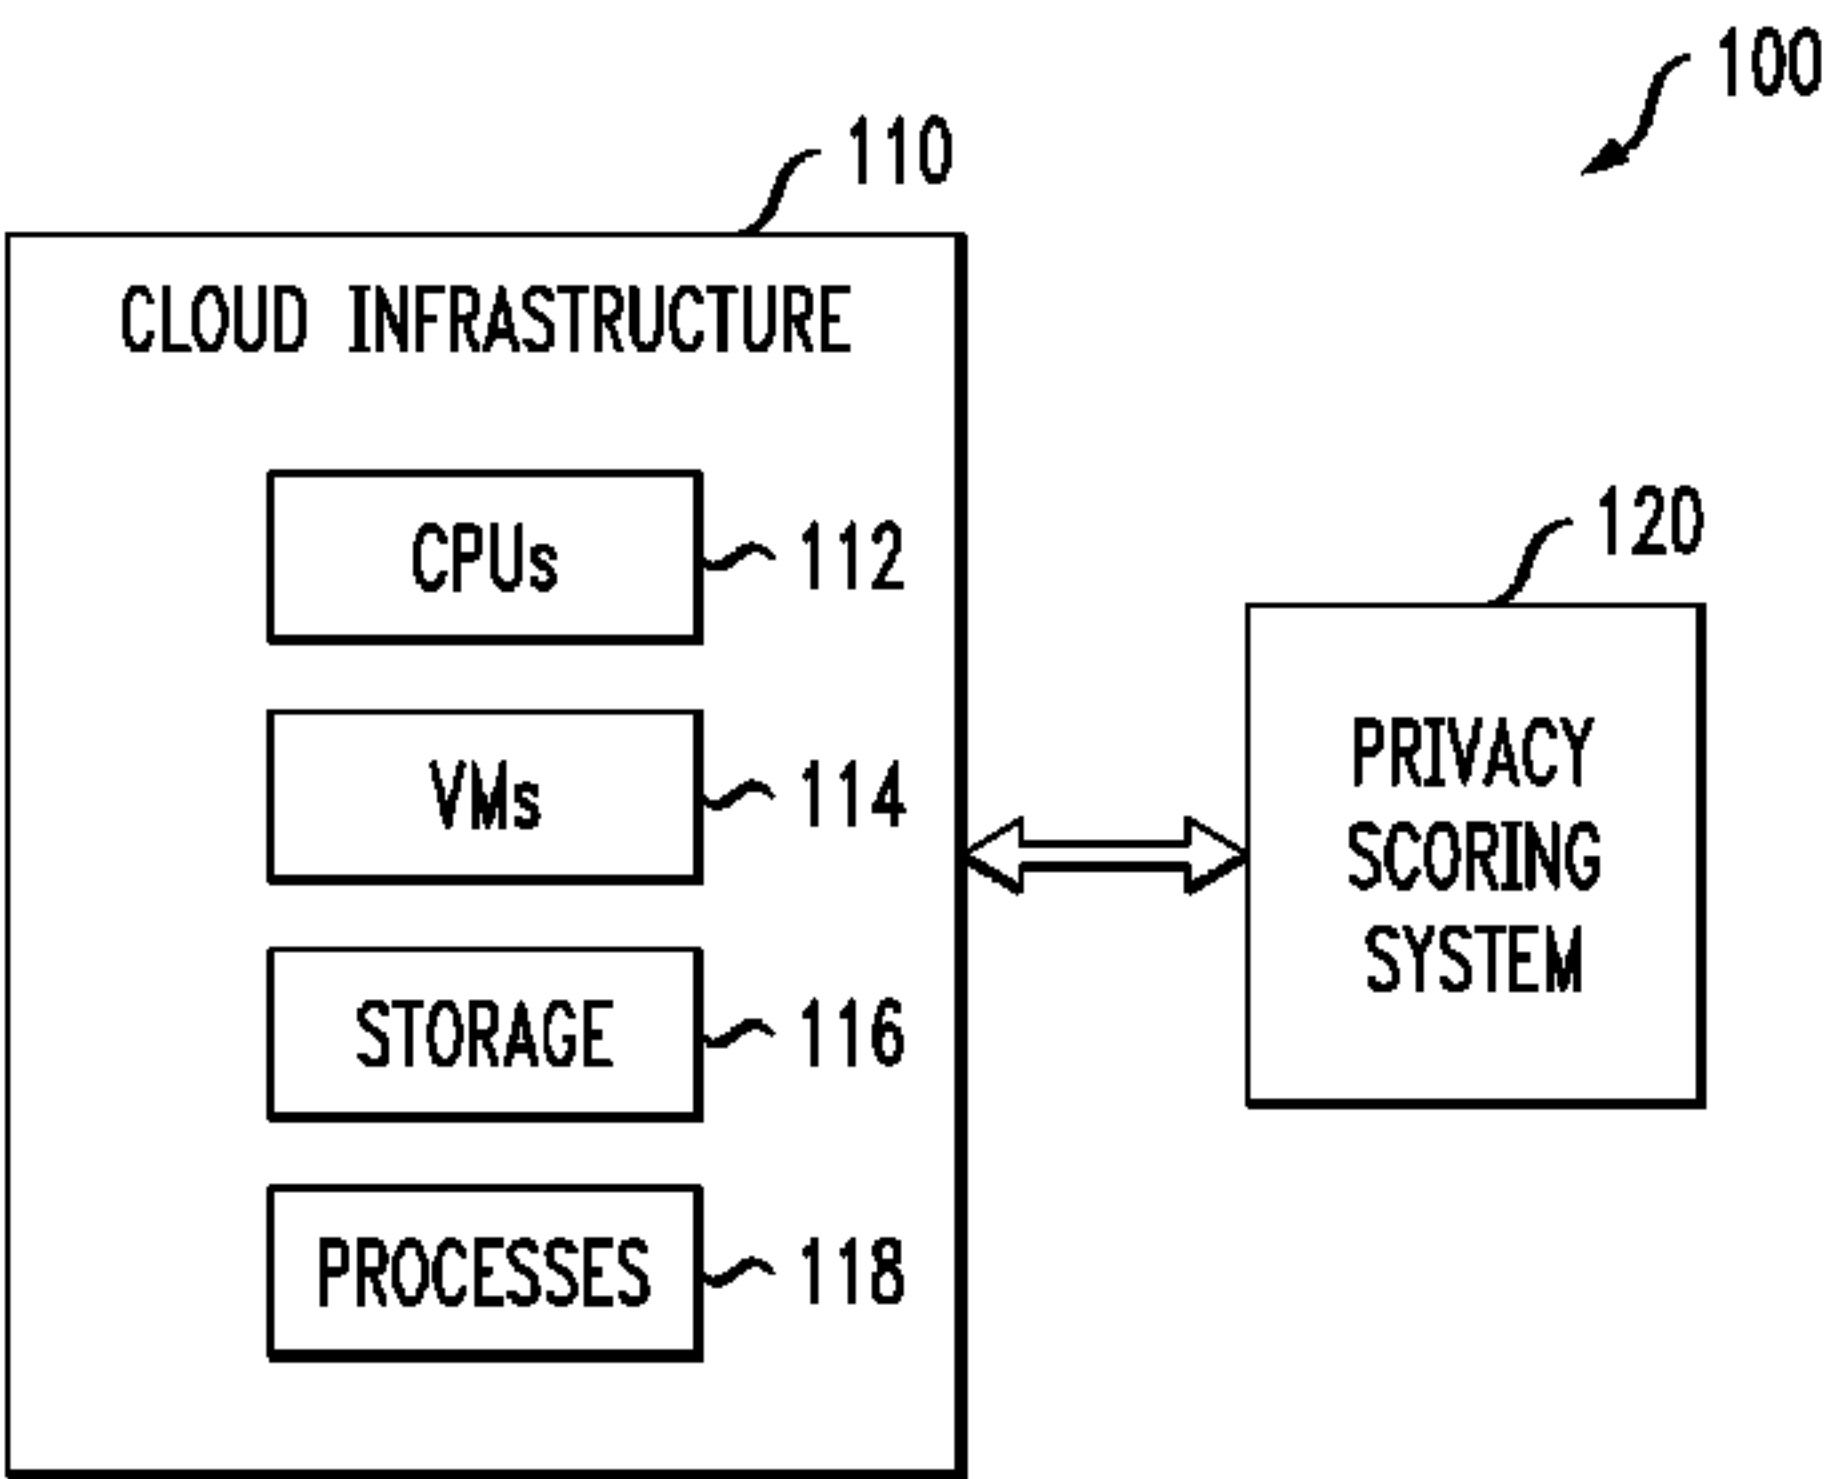 100
110
CLOUD INFRASTRUCTURE
CPUs 112
VMs 114
STORAGE 116
PROCESSES 118
120
PRIVACY
SCORING
SYSTEM